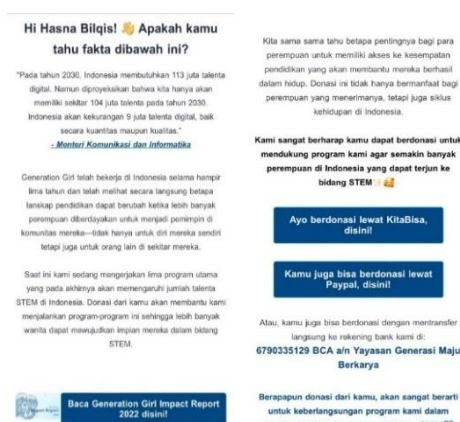 Hi Hasna Bilqis! 👋 Apakah kamu
tahu fakta dibawah ini?
"Pada tahun 2030, Indonesia membutuhkan 113 juta talenta
digital. Namun diproyeksikan bahwa kita hanya akan
memiliki sekitar 104 juta talenta pada tahun 2030.
Indonesia akan kekurangan 9 juta talenta digital, baik
secara kuantitas maupun kualitas."
- Menteri Komunikasi dan Informatika
Generation Girl telah bekerja di Indonesia selama hampir
lima tahun dan telah melihat secara langsung betapa
lanskap pendidikan dapat berubah ketika lebih banyak
perempuan diberdayakan untuk menjadi pemimpin di
komunitas mereka—tidak hanya untuk diri mereka sendiri
tetapi juga untuk orang lain di sekitar mereka.
Saat ini kami sedang mengerjakan lima program utama
yang pada akhirnya akan memengaruhi jumlah talenta
STEM di Indonesia. Donasi dari kamu akan membantu kami
menjalankan program-program ini sehingga lebih banyak
wanita dapat mewujudkan impian mereka dalam bidang
STEM.
Baca Generation Girl Impact Report
2022 disini!
Kita sama sama tahu betapa pentingnya bagi para
perempuan untuk memiliki akses ke kesempatan
pendidikan yang akan membantu mereka berhasil
dalam hidup. Donasi ini tidak hanya bermanfaat bagi
perempuan yang menerimanya, tetapi juga siklus
kehidupan di Indonesia.
Kami sangat berharap kamu dapat berdonasi untuk
mendukung program kami agar semakin banyak
perempuan di Indonesia yang dapat terjun ke
bidang STEM✨🥰
Ayo berdonasi lewat KitaBisa,
disini!
Kamu juga bisa berdonasi lewat
Paypal, disini!
Atau, kamu juga bisa berdonasi dengan mentransfer
langsung ke rekening bank kami di:
6790335129 BCA a/n Yayasan Generasi Maju
Berkarya
Berapapun donasi dari kamu, akan sangat berarti
untuk keberlangsungan program kami dalam